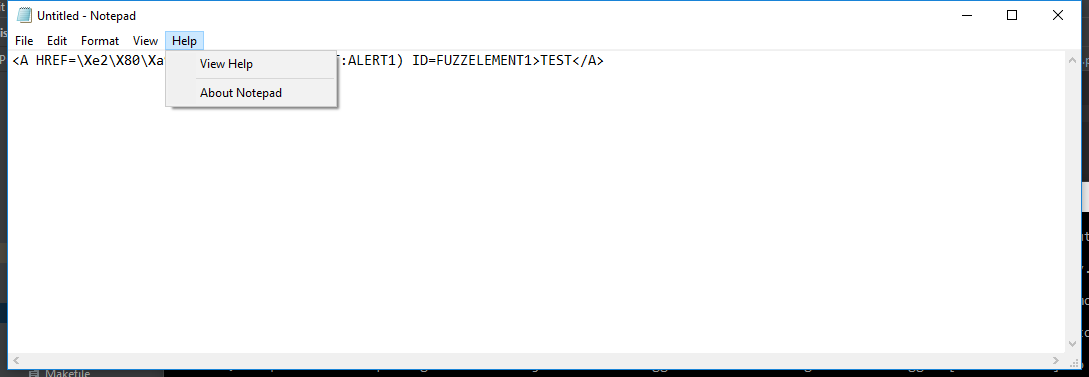 Untitled - Notepad
File Edit Format View Help
<A HREF=\Xe2\X80\Xa T:ALERT1) ID=FUZZELEMENT1>TEST</A>
View Help
About Notepad
Makefile